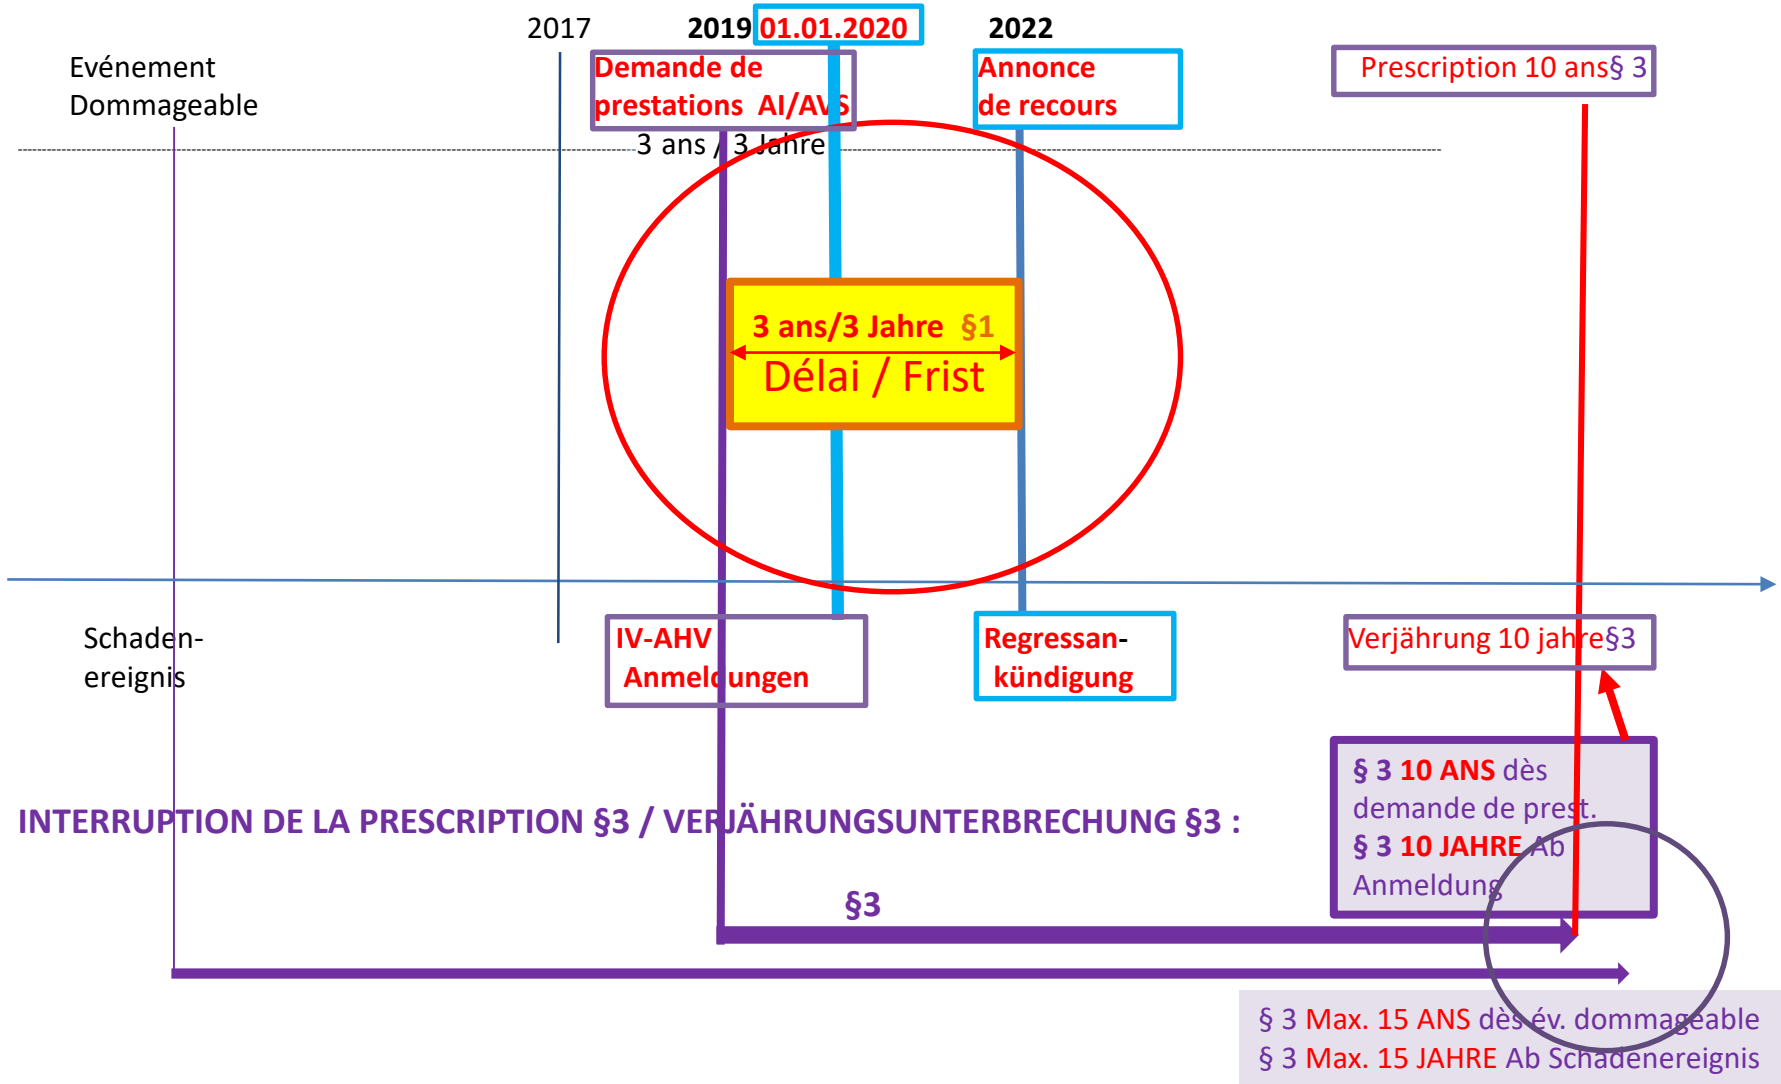 2017
2019 01.01.2020
2022
Evénement
Dommageable
Demande de
prestations AI/AVS
Annonce
de recours
Prescription 10 ans§ 3
3 ans / 3 Jahre
3 ans/3 Jahre §1
Délai / Frist
Schaden-
ereignis
IV-AHV
Anmeldungen
Regressan-
kündigung
Verjährung 10 jahre§3
§ 3 10 ANS dès
demande de prest.
§ 3 10 JAHRE Ab
Anmeldung
INTERRUPTION DE LA PRESCRIPTION §3 / VERJÄHRUNGSUNTERBRECHUNG §3 :
§3
§ 3 Max. 15 ANS dès év. dommageable
§ 3 Max. 15 JAHRE Ab Schadenereignis